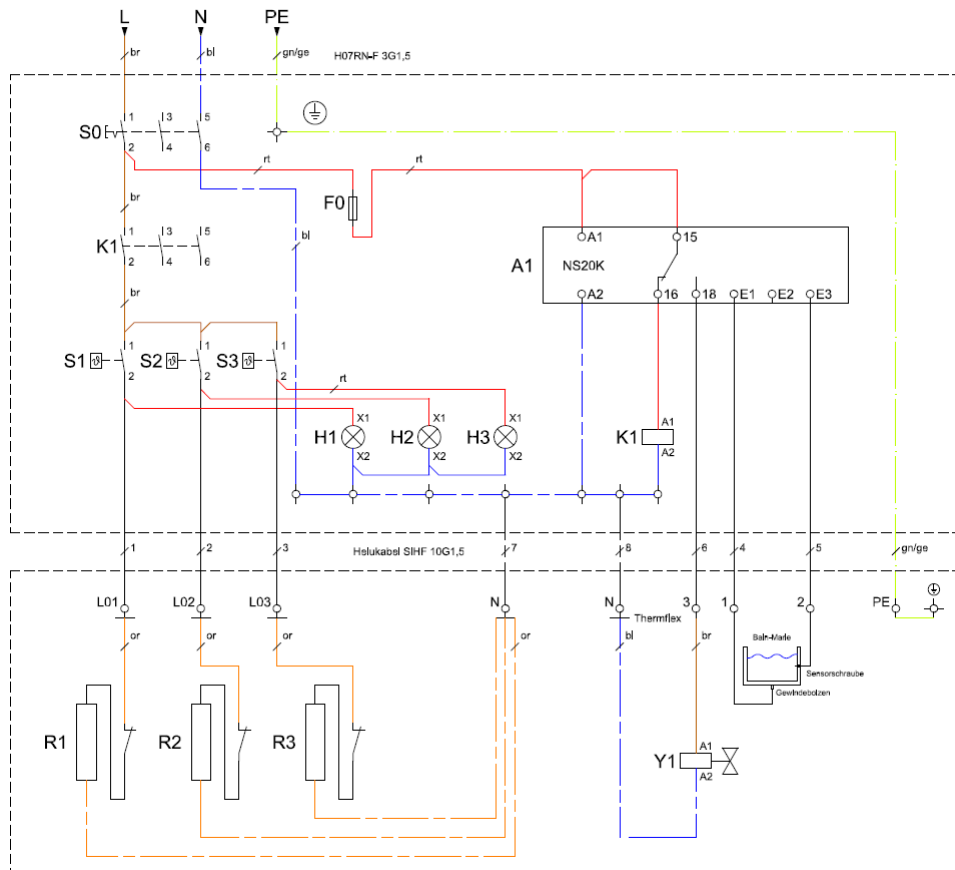 L N PE
br bl gn/ge H07RN-F 3G1,5
1 3 5
S0
2 4 6
rt rt
br F0 bl
1 3 5
K1
2 4 6
A1 15
A1 NS20K
A2 16 18 E1 E2 E3
br
1 1 1
S1 ϑ S2 ϑ S3 ϑ
2 2 2
rt
X1 X1 X1 A1
H1 H2 H3 K1
X2 X2 X2 A2
1 2 3 Helukabel SIHF 10G1,5 7 8 6 4 5 gn/ge
L01 L02 L03 N N 3 1 2 PE
Thermflex
or or or or bl br
Bain-Marie
Sensorschraube
Gewindebolzen
R1 R2 R3
A1
Y1
A2